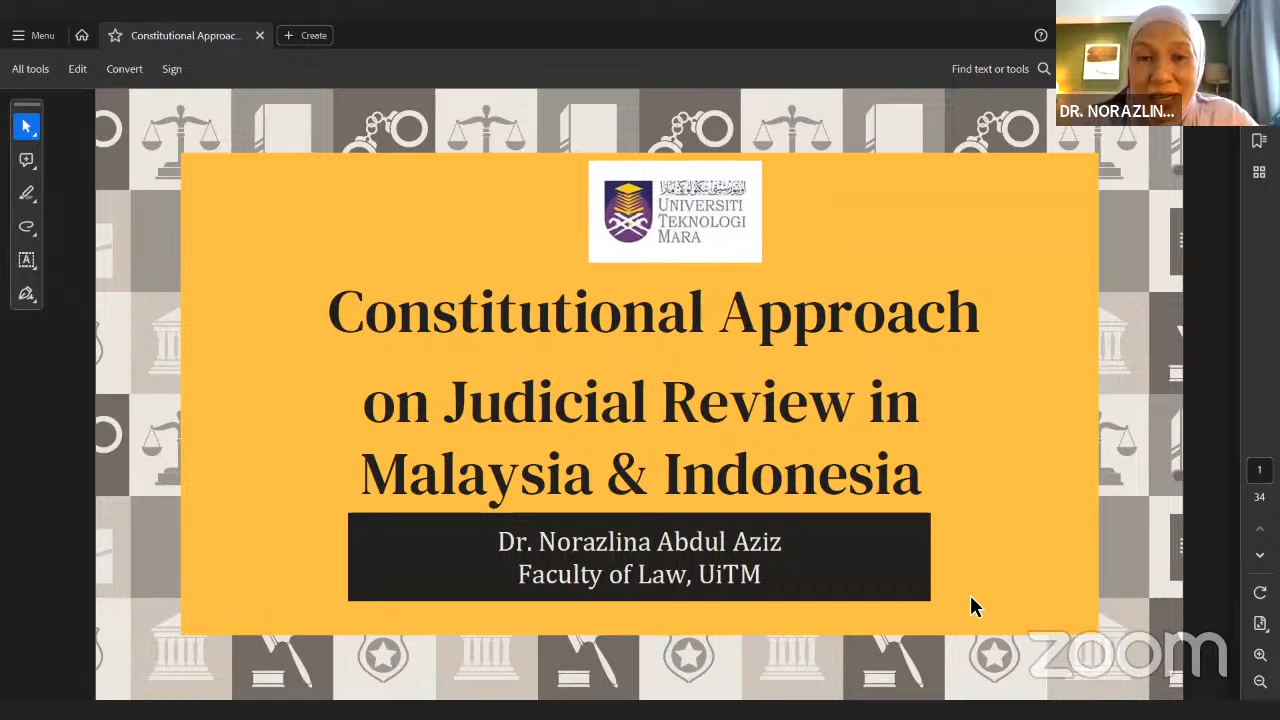 Menu
Constitutional Approac...
Create
All tools
Edit
Convert
Sign
Find text or tools
DR. NORAZLIN...
UNIVERSITI
TEKNOLOGI
MARA
Constitutional Approach
on Judicial Review in
Malaysia & Indonesia
Dr. Norazlina Abdul Aziz
Faculty of Law, UiTM
1
34
zoom